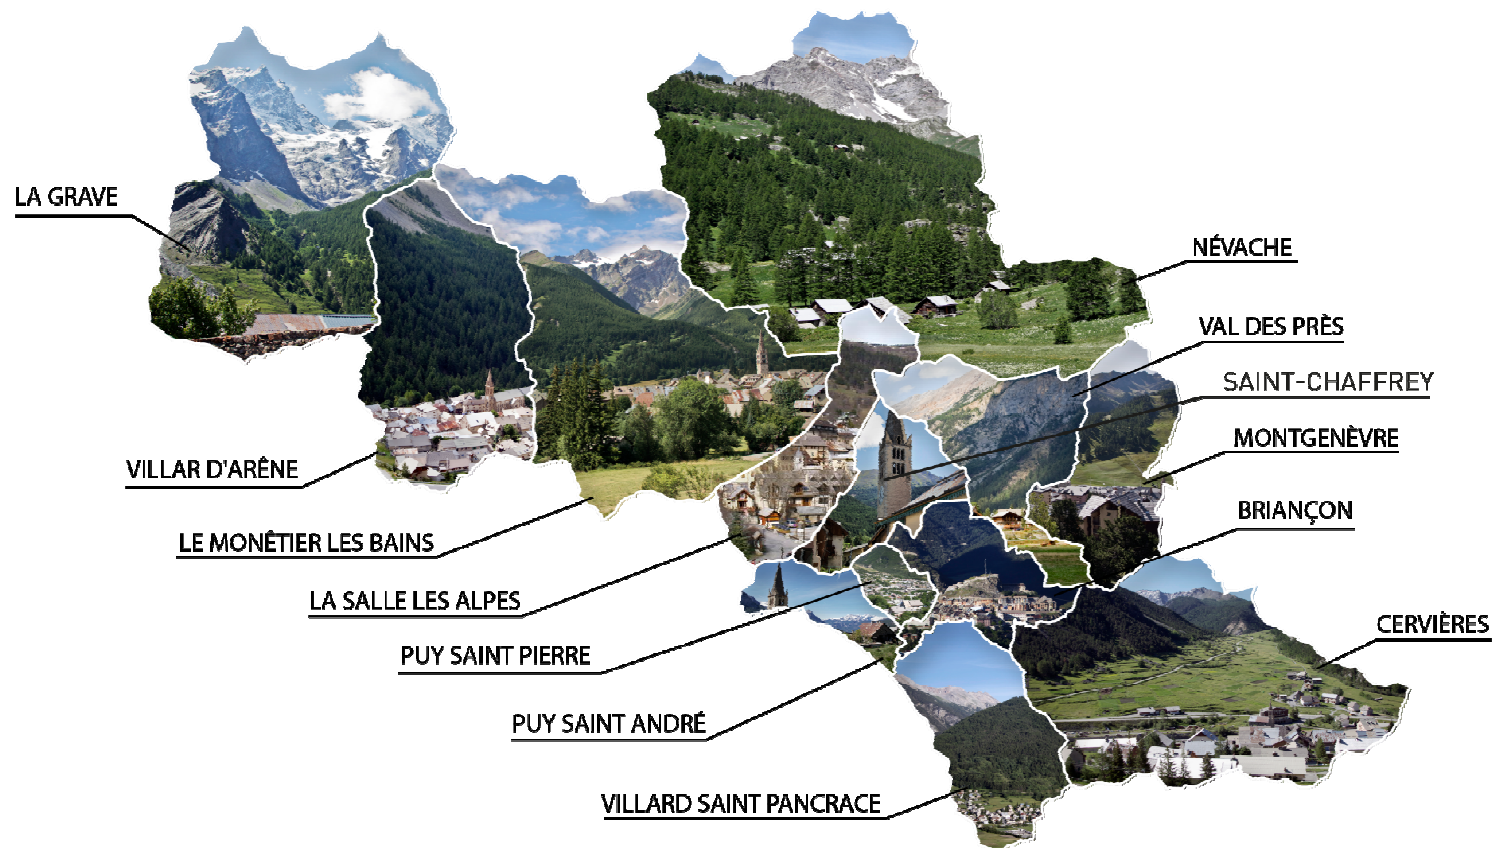 LA GRAVE
NÉVACHE
VAL DES PRÈS
SAINT-CHAFFREY
MONTGENÈVRE
VILLAR D'ARÊNE
BRIANÇON
LE MONÊTIER LES BAINS
LA SALLE LES ALPES
CERVIÈRES
PUY SAINT PIERRE
PUY SAINT ANDRÉ
VILLARD SAINT PANCRACE